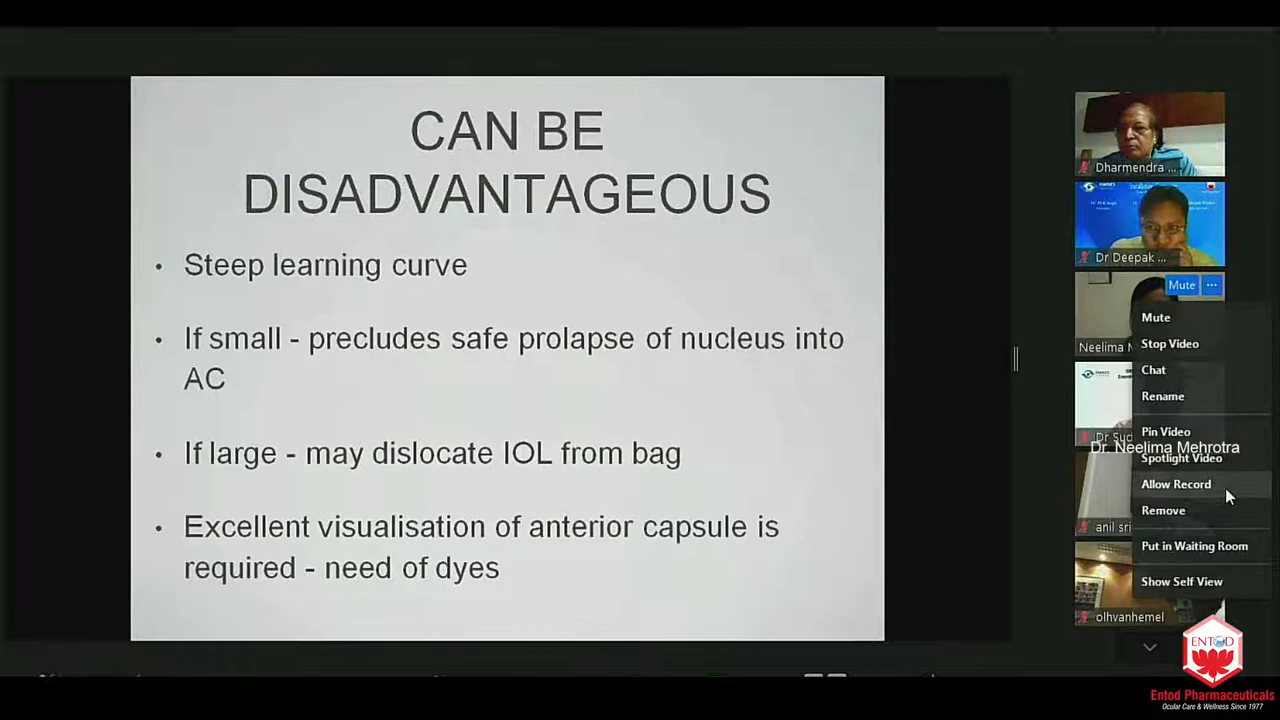 CAN BE
DISADVANTAGEOUS
• Steep learning curve
• If small - precludes safe prolapse of nucleus into
AC
• If large - may dislocate IOL from bag
• Excellent visualisation of anterior capsule is
required - need of dyes
Dharmendra ...
Dr Deepak ...
Mute ...
Neelima
Dr Sud
Dr. Neelima Mehrotra
anil sri
olhvanhemel
Mute
Stop Video
Chat
Rename
Pin Video
Spotlight Video
Allow Record
Remove
Put in Waiting Room
Show Self View
ENTOD
Entod Pharmaceuticals
Ocular Care & Wellness Since 1977